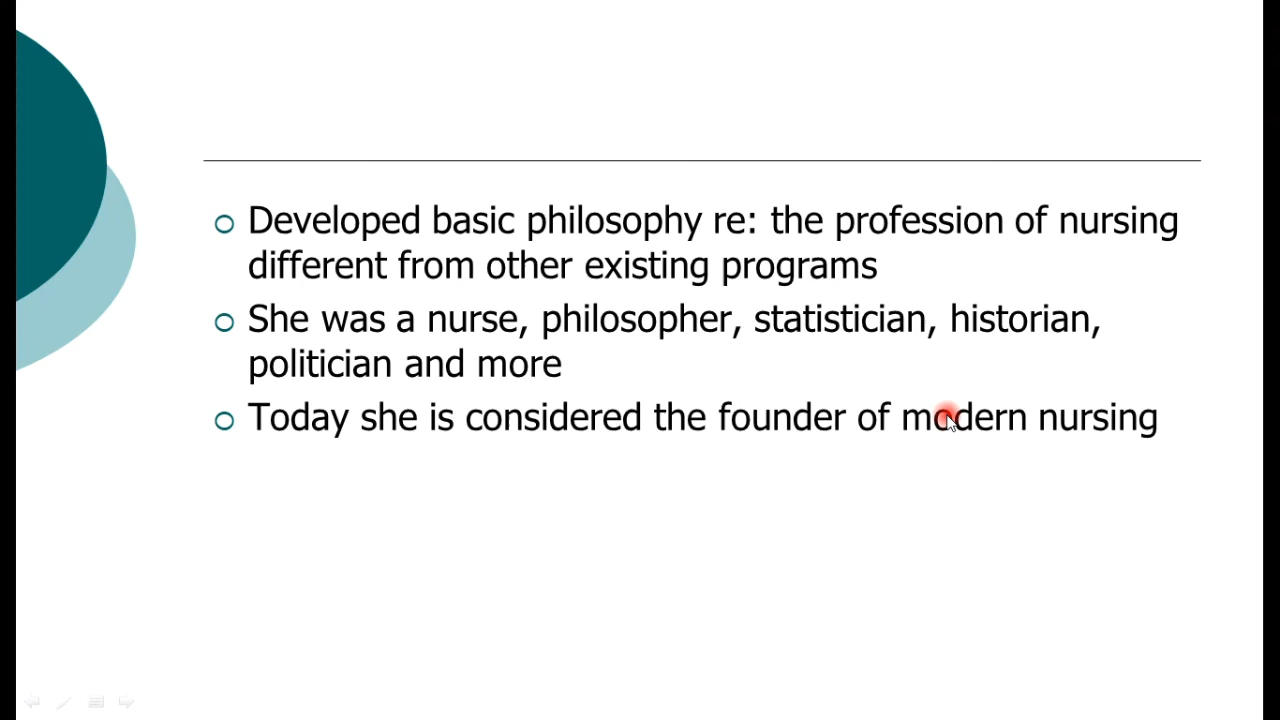 Developed basic philosophy re: the profession of nursing
different from other existing programs
She was a nurse, philosopher, statistician, historian,
politician and more
Today she is considered the founder of modern nursing